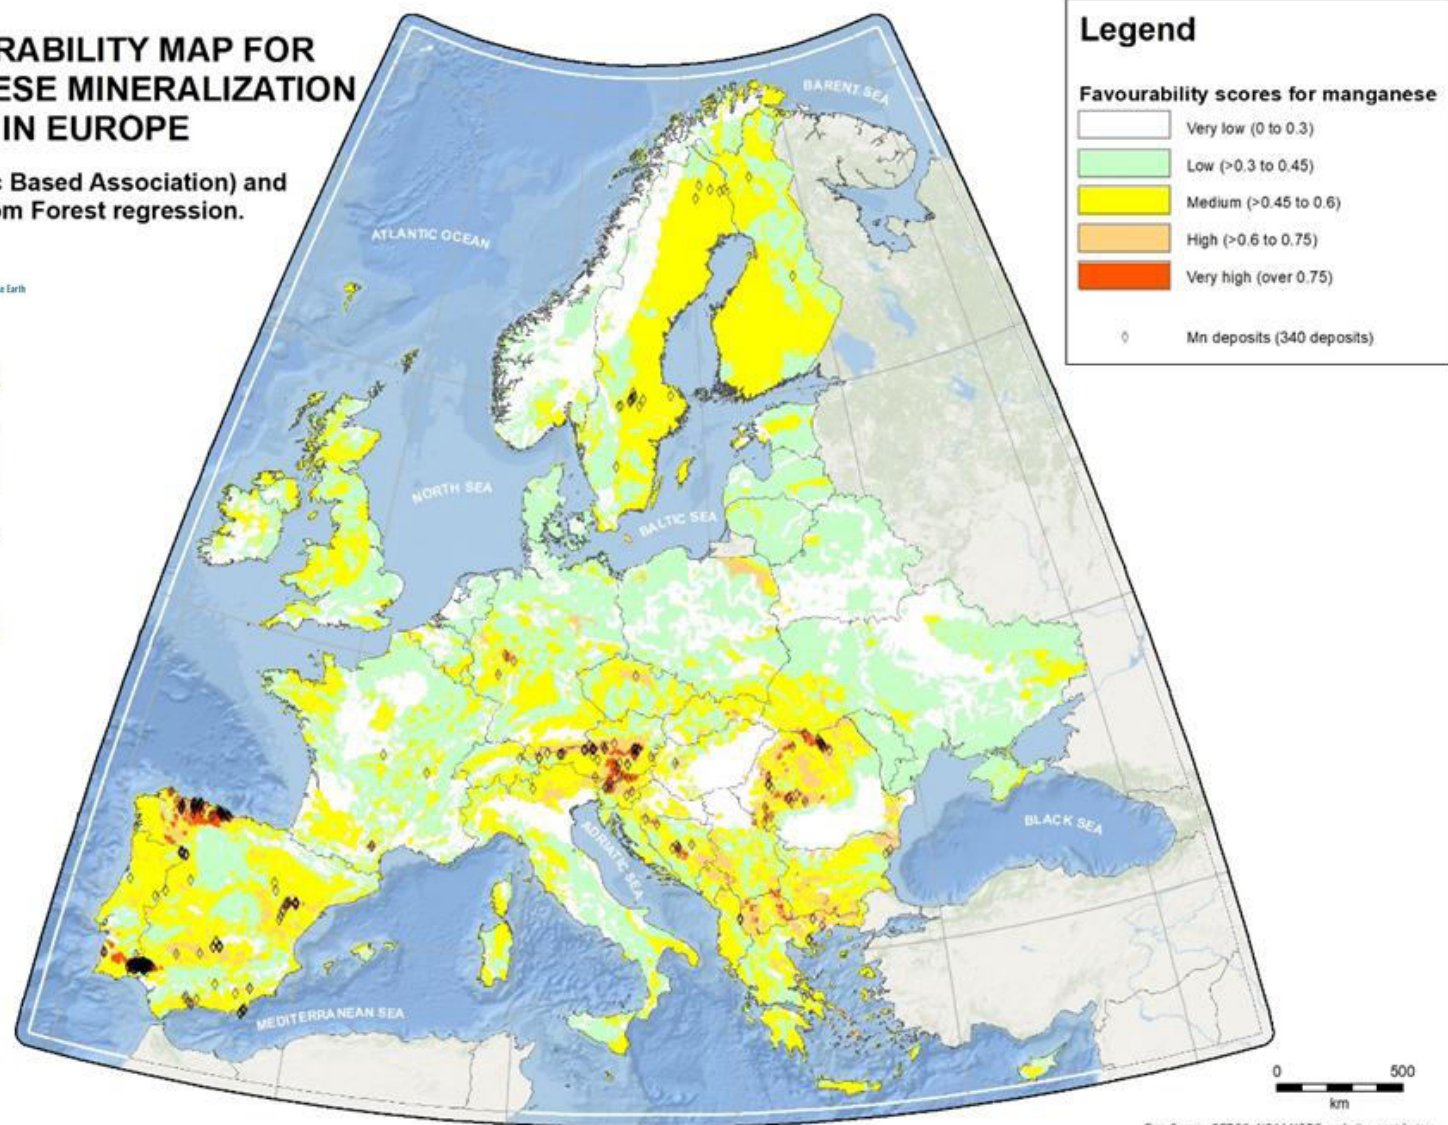 RABILITY MAP FOR
ESE MINERALIZATION
IN EUROPE
c Based Association) and
om Forest regression.
e Earth
Legend
Favourability scores for manganese
Very low (0 to 0.3)
Low (>0.3 to 0.45)
Medium (>0.45 to 0.6)
High (>0.6 to 0.75)
Very high (over 0.75)
Mn deposits (340 deposits)
BARENT SEA
ATLANTIC OCEAN
NORTH SEA
BALTIC SEA
BLACK SEA
ADRIATIC SEA
MEDITERRANEAN SEA
0 500
km